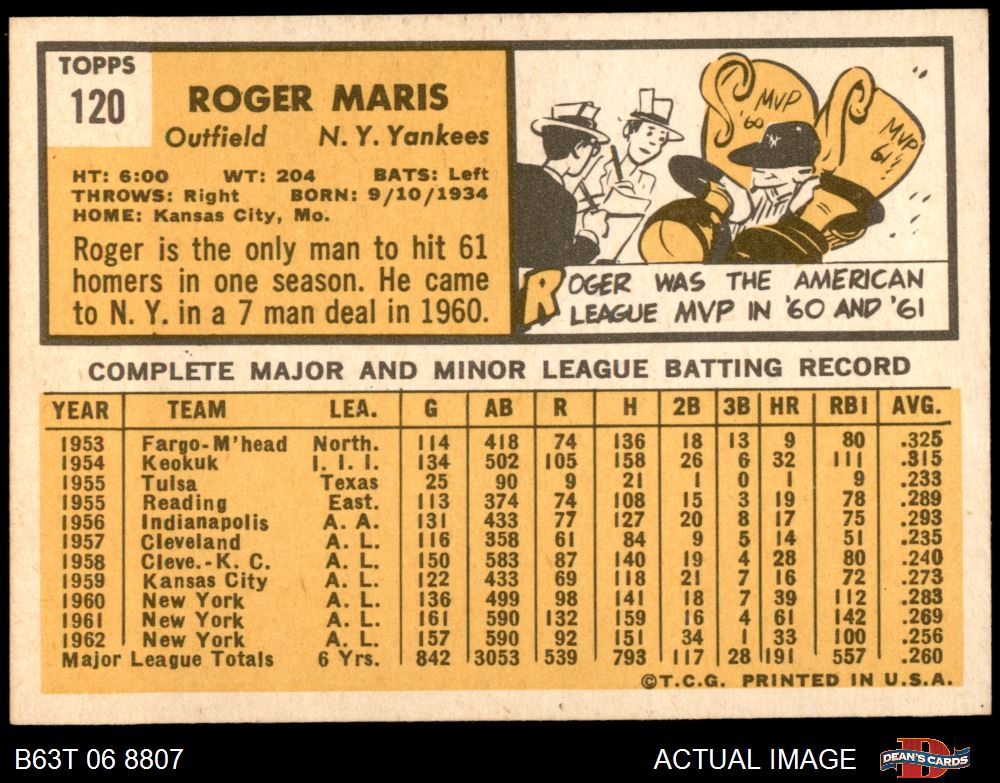 TOPPS
120
ROGER MARIS
Outfield N. Y. Yankees
HT: 6:00 WT: 204 BATS: Left
THROWS: Right BORN: 9/10/1934
HOME: Kansas City, Mo.
Roger is the only man to hit 61
homers in one season. He came
to N. Y. in a 7 man deal in 1960.
MVP
'60
MVP
61
NY
ROGER WAS THE AMERICAN
LEAGUE MVP IN '60 AND '61
COMPLETE MAJOR AND MINOR LEAGUE BATTING RECORD
YEAR TEAM LEA. G AB R H 2B 3B HR RBI AVG.
1953 Fargo-M'head North. 114 418 74 136 18 13 9 80 .325
1954 Keokuk I. I. I. 134 502 105 158 26 6 32 111 .315
1955 Tulsa Texas 25 90 9 21 1 0 1 9 .233
1955 Reading East. 113 374 74 108 15 3 19 78 .289
1956 Indianapolis A. A. 131 433 77 127 20 8 17 75 .293
1957 Cleveland A. L. 116 358 61 84 9 5 14 51 .235
1958 Cleve.-K. C. A. L. 150 583 87 140 19 4 28 80 .240
1959 Kansas City A. L. 122 433 69 118 21 7 16 72 .273
1960 New York A. L. 136 499 98 141 18 7 39 112 .283
1961 New York A. L. 161 590 132 159 16 4 61 142 .269
1962 New York A. L. 157 590 92 151 34 1 33 100 .256
Major League Totals 6 Yrs. 842 3053 539 793 117 28 191 557 .260
©T.C.G. PRINTED IN U.S.A.
B63T 06 8807 ACTUAL IMAGE DEAN'S CARDS